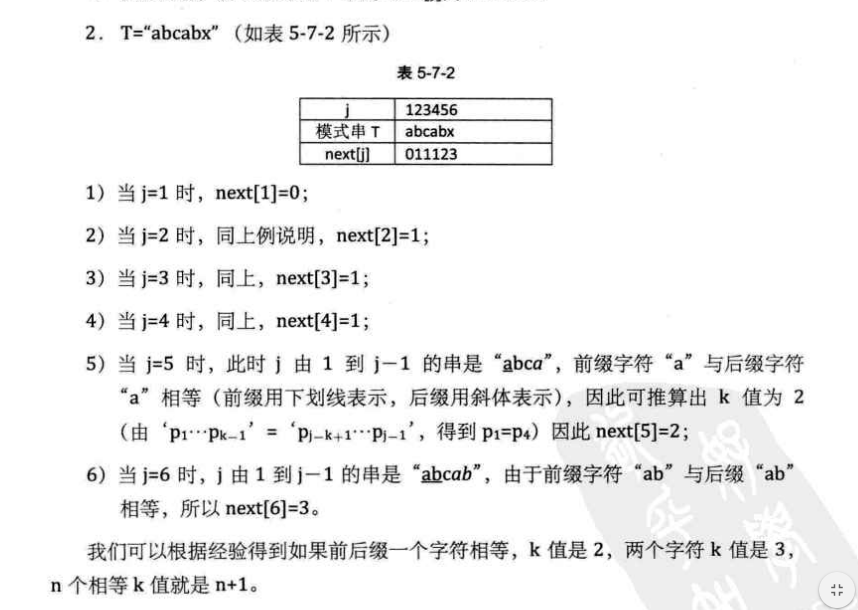 2. T=“abcabx”（如表 5-7-2 所示）
表 5-7-2
j 123456
模式串 T abcabx
next[j] 011123
1）当 j=1 时，next[1]=0；
2）当 j=2 时，同上例说明，next[2]=1；
3）当 j=3 时，同上，next[3]=1；
4）当 j=4 时，同上，next[4]=1；
5）当 j=5 时，此时 j 由 1 到 j－1 的串是“abca”，前缀字符“a”与后缀字符
“a”相等（前缀用下划线表示，后缀用斜体表示），因此可推算出 k 值为 2
（由‘p₁…pₖ₋₁’=‘pⱼ₋ₖ₊₁…pⱼ₋₁’，得到 p₁=p₄）因此 next[5]=2；
6）当 j=6 时，j 由 1 到 j－1 的串是“abcab”，由于前缀字符“ab”与后缀“ab”
相等，所以 next[6]=3。
我们可以根据经验得到如果前后缀一个字符相等，k 值是 2，两个字符 k 值是 3，
n 个相等 k 值就是 n+1。